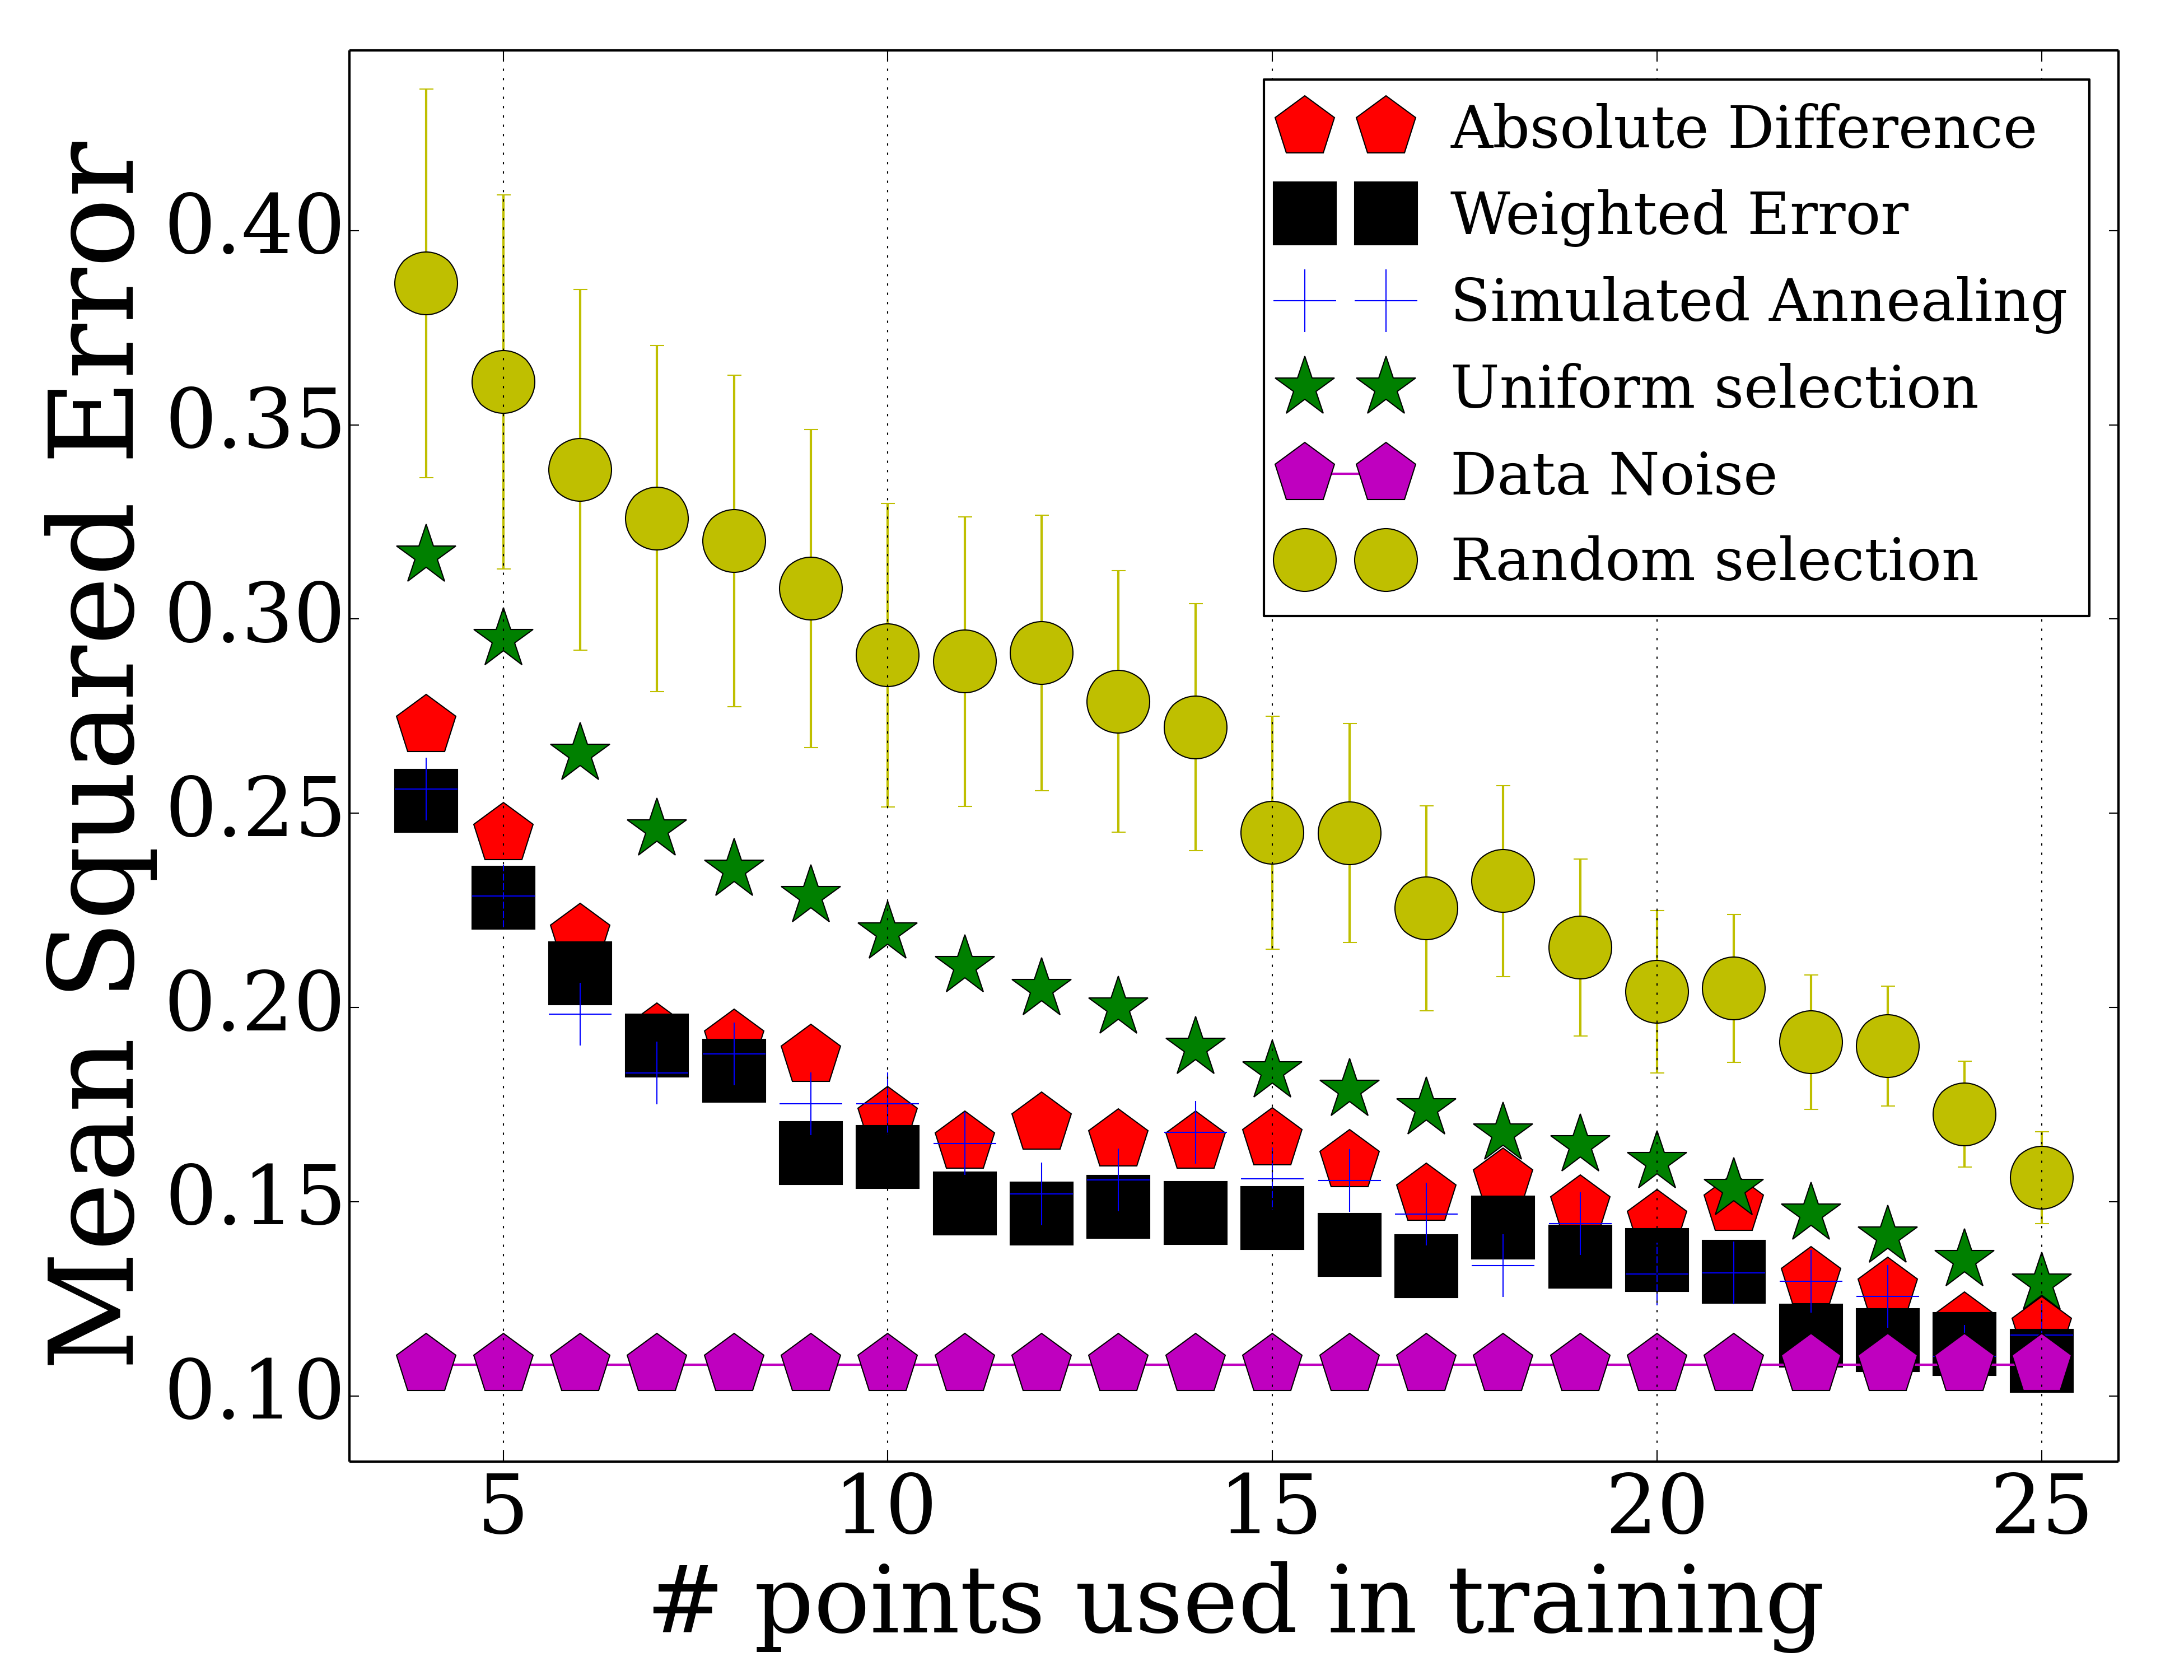 Mean Squared Error
0.40
0.35
0.30
0.25
0.20
0.15
0.10
Absolute Difference
Weighted Error
Simulated Annealing
Uniform selection
Data Noise
Random selection
5 10 15 20 25
# points used in training